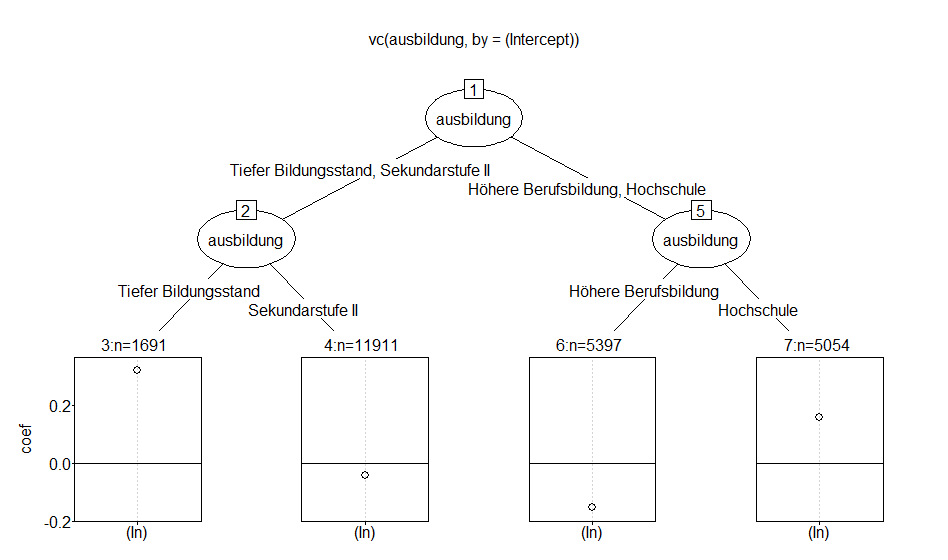 vc(ausbildung, by = (Intercept))
1
ausbildung
Tiefer Bildungsstand, Sekundarstufe II
Höhere Berufsbildung, Hochschule
2
ausbildung
5
ausbildung
Tiefer Bildungsstand
Sekundarstufe II
Höhere Berufsbildung
Hochschule
3:n=1691
4:n=11911
6:n=5397
7:n=5054
coef
0.2
0.0
-0.2
(In)
(In)
(In)
(In)